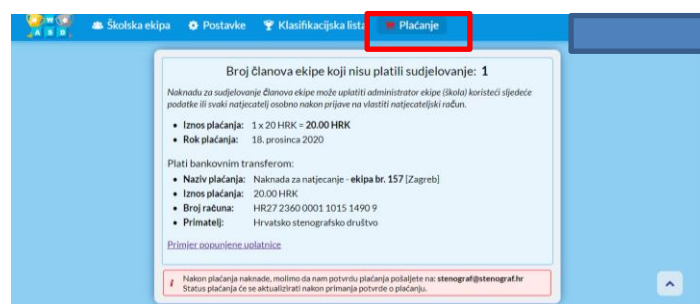 W
A S D
Školska ekipa Postavke Klasifikacijska lista Plaćanje
Broj članova ekipe koji nisu platili sudjelovanje: 1
Naknadu za sudjelovanje članova ekipe može uplatiti administrator ekipe (škola) koristeći sljedeće
podatke ili svaki natjecatelj osobno nakon prijave na vlastiti natjecateljski račun.
• Iznos plaćanja: 1 x 20 HRK = 20.00 HRK
• Rok plaćanja: 18. prosinca 2020
Plati bankovnim transferom:
• Naziv plaćanja: Naknada za natjecanje - ekipa br. 157 [Zagreb]
• Iznos plaćanja: 20.00 HRK
• Broj računa: HR27 2360 0001 1015 1490 9
• Primatelj: Hrvatsko stenografsko društvo
Primjer popunjene uplatnice
Nakon plaćanja naknade, molimo da nam potvrdu plaćanja pošaljete na: stenograf@stenograf.hr
Status plaćanja će se aktualizirati nakon primanja potvrde o plaćanju.